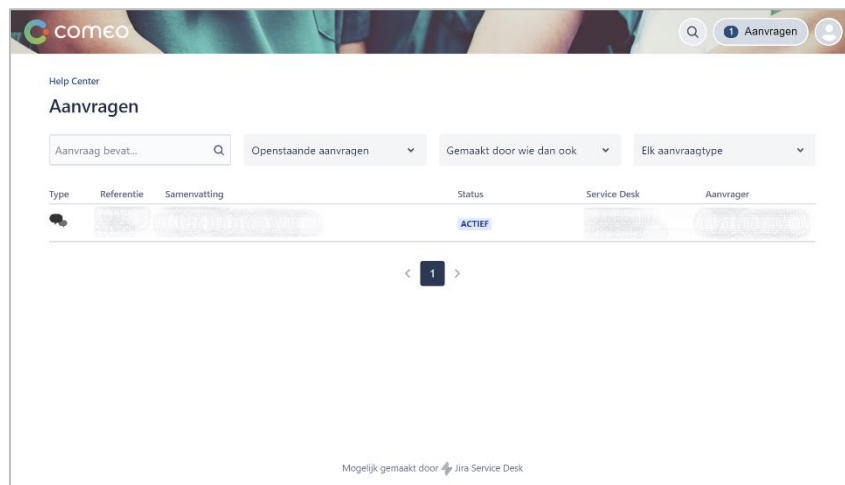 comeo
1 Aanvragen
Help Center
Aanvragen
Aanvraag bevat...
Openstaande aanvragen
Gemaakt door wie dan ook
Elk aanvraagtype
Type Referentie Samenvatting Status Service Desk Aanvrager
ACTIEF
1
Mogelijk gemaakt door Jira Service Desk